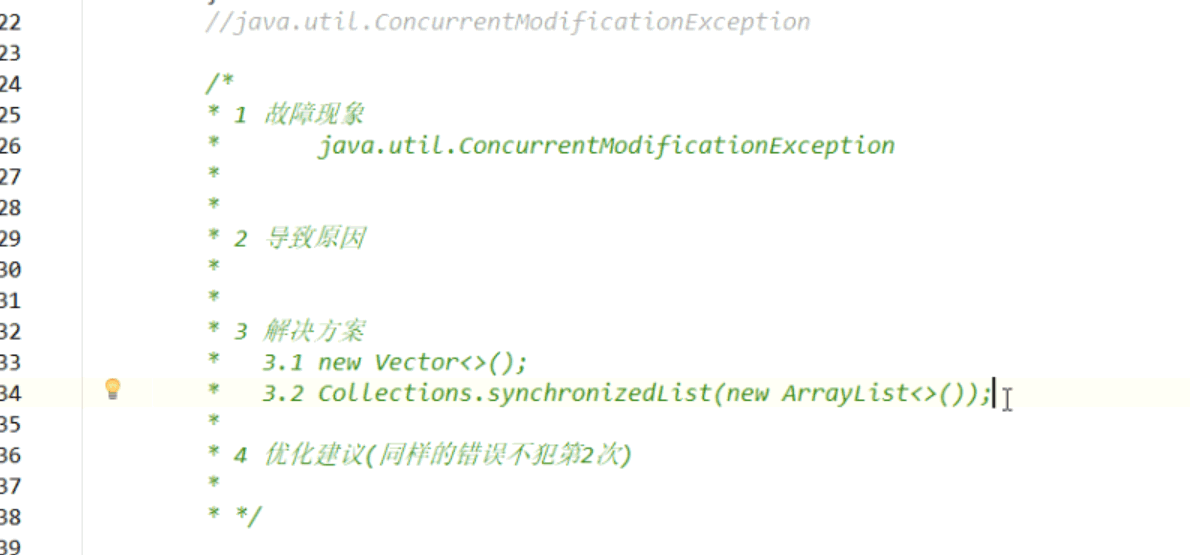 22 //java.util.ConcurrentModificationException
23
24 /*
25 * 1 故障现象
26 * java.util.ConcurrentModificationException
27 *
28 *
29 * 2 导致原因
30 *
31 *
32 * 3 解决方案
33 * 3.1 new Vector<>();
34 * 3.2 Collections.synchronizedList(new ArrayList<>());
35 *
36 * 4 优化建议(同样的错误不犯第2次)
37 *
38 * */
39